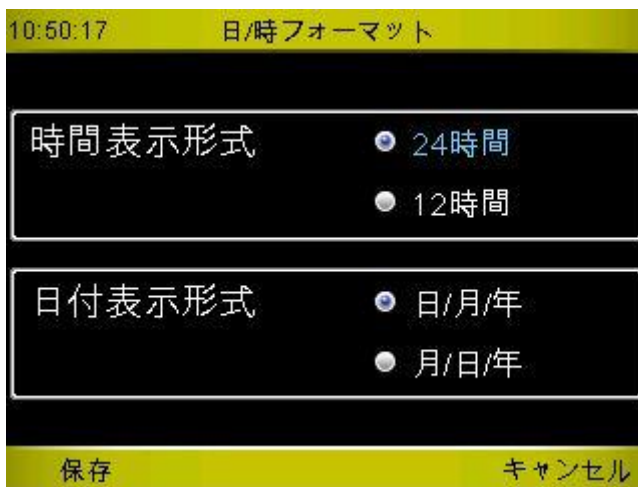 10:50:17 日/時フォーマット
時間表示形式 24時間
12時間
日付表示形式 日/月/年
月/日/年
保存 キャンセル